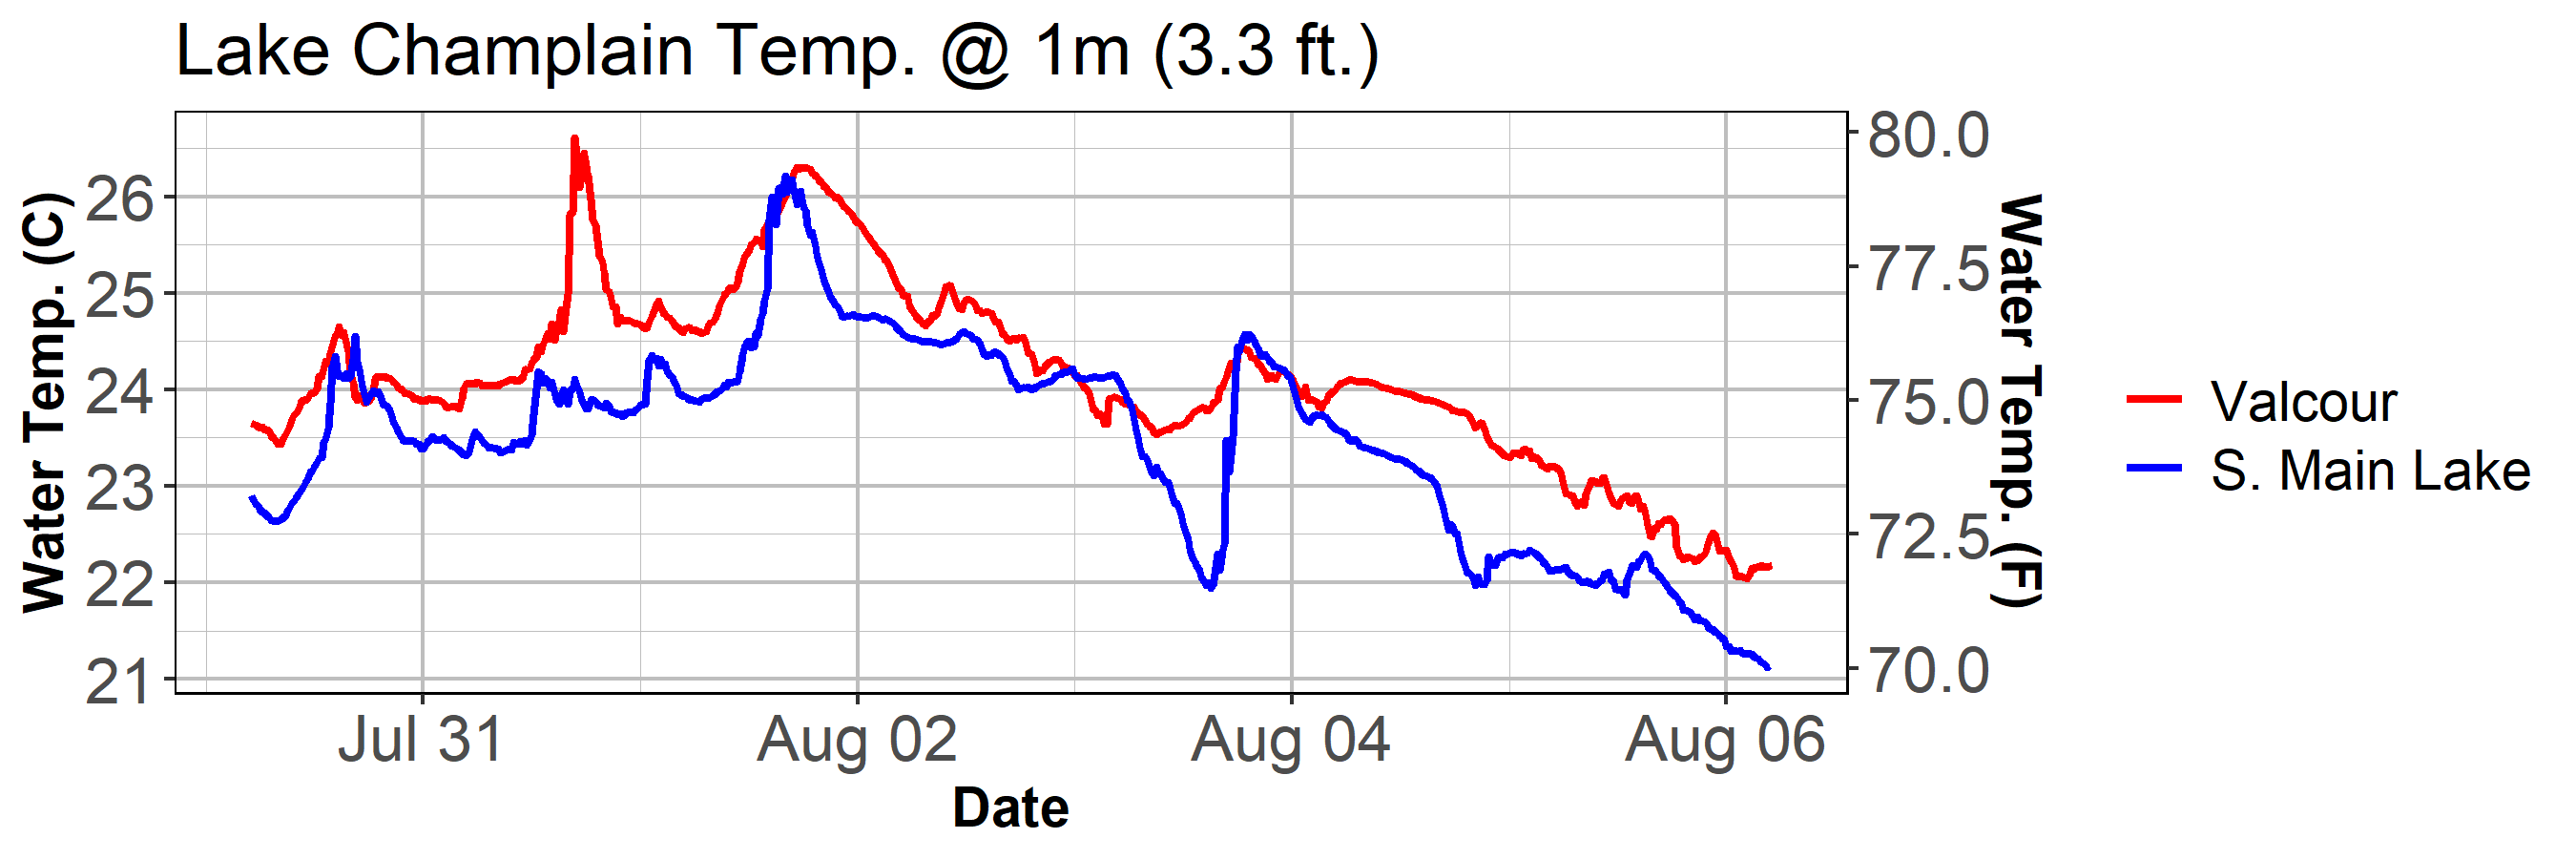 Lake Champlain Temp. @ 1m (3.3 ft.)
Water Temp. (C)
26
25
24
23
22
21
80.0
77.5
75.0
72.5
70.0
Water Temp. (F)
Jul 31
Aug 02
Aug 04
Aug 06
Date
Valcour
S. Main Lake